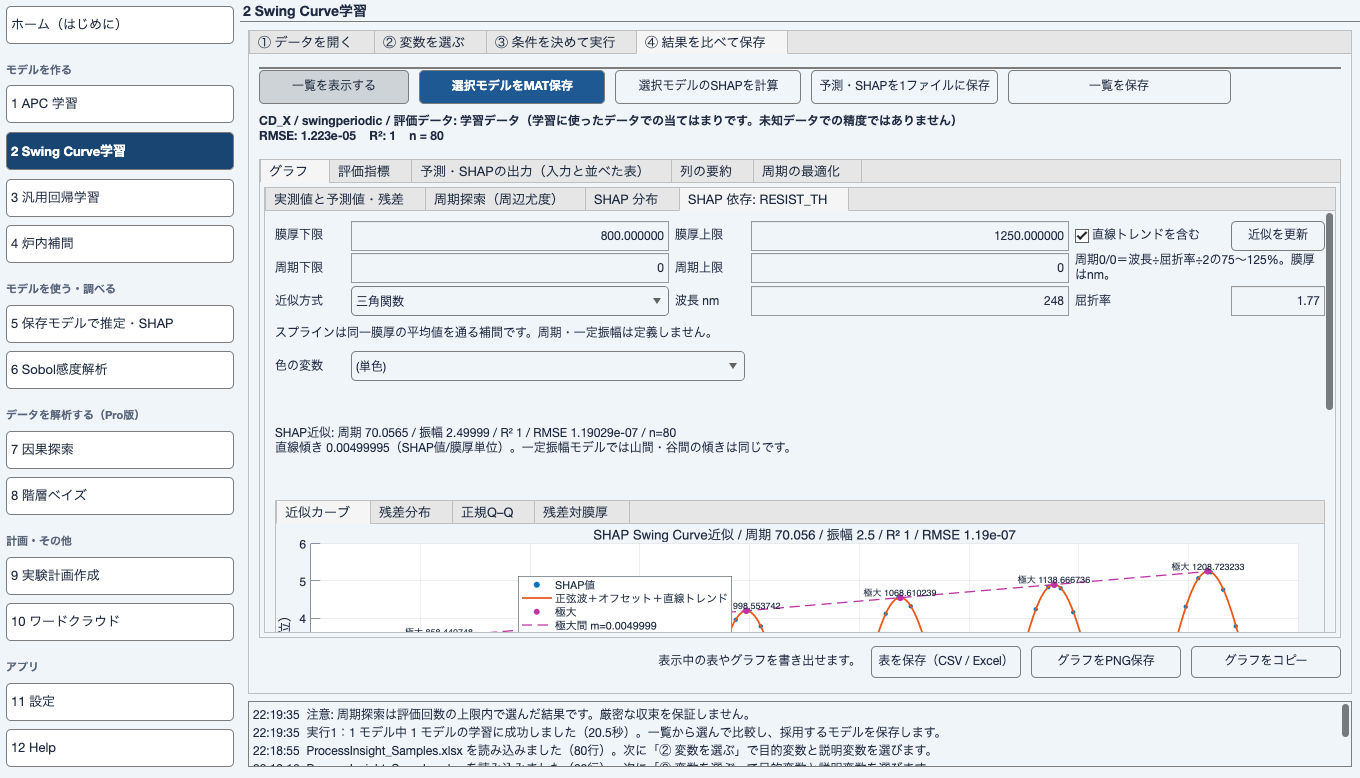 ホーム（はじめに）
モデルを作る
1 APC 学習
2 Swing Curve学習
3 汎用回帰学習
4 炉内補間
モデルを使う・調べる
5 保存モデルで推定・SHAP
6 Sobol感度解析
データを解析する（Pro版）
7 因果探索
8 階層ベイズ
計画・その他
9 実験計画作成
10 ワードクラウド
アプリ
11 設定
12 Help
2 Swing Curve学習
① データを開く ② 変数を選ぶ ③ 条件を決めて実行 ④ 結果を比べて保存
一覧を表示する 選択モデルをMAT保存 選択モデルのSHAPを計算 予測・SHAPを1ファイルに保存 一覧を保存
CD_X / swingperiodic / 評価データ: 学習データ（学習に使ったデータでの当てはまりです。未知データでの精度ではありません）
RMSE: 1.223e-05 R²: 1 n = 80
グラフ 評価指標 予測・SHAPの出力（入力と並べた表） 列の要約 周期の最適化
実測値と予測値・残差 周期探索（周辺尤度） SHAP 分布 SHAP 依存: RESIST_TH
膜厚下限 800.000000 膜厚上限 1250.000000 直線トレンドを含む 近似を更新
周期下限 0 周期上限 0 周期0/0＝波長÷屈折率÷2の75～125%。膜厚
はnm。
近似方式 三角関数 波長 nm 248 屈折率 1.77
スプラインは同一膜厚の平均値を通る補間です。周期・一定振幅は定義しません。
色の変数 (単色)
SHAP近似: 周期 70.0565 / 振幅 2.49999 / R² 1 / RMSE 1.19029e-07 / n=80
直線傾き 0.00499995（SHAP値/膜厚単位）。一定振幅モデルでは山間・谷間の傾きは同じです。
近似カーブ 残差分布 正規Q–Q 残差対膜厚
SHAP Swing Curve近似 / 周期 70.056 / 振幅 2.5 / R² 1 / RMSE 1.19e-07
6
5
4
SHAP値
正弦波＋オフセット＋直線トレンド
極大
極大間 m=0.0049999
極大 858.440748
998.553742
極大 1068.610239
極大 1138.666736
極大 1208.723233
表示中の表やグラフを書き出せます。 表を保存（CSV / Excel） グラフをPNG保存 グラフをコピー
22:19:35 注意: 周期探索は評価回数の上限内で選んだ結果です。厳密な収束を保証しません。
22:19:35 実行1：1 モデル中 1 モデルの学習に成功しました（20.5秒）。一覧から選んで比較し、採用するモデルを保存します。
22:18:55 ProcessInsight_Samples.xlsx を読み込みました（80行）。次に「② 変数を選ぶ」で目的変数と説明変数を選びます。